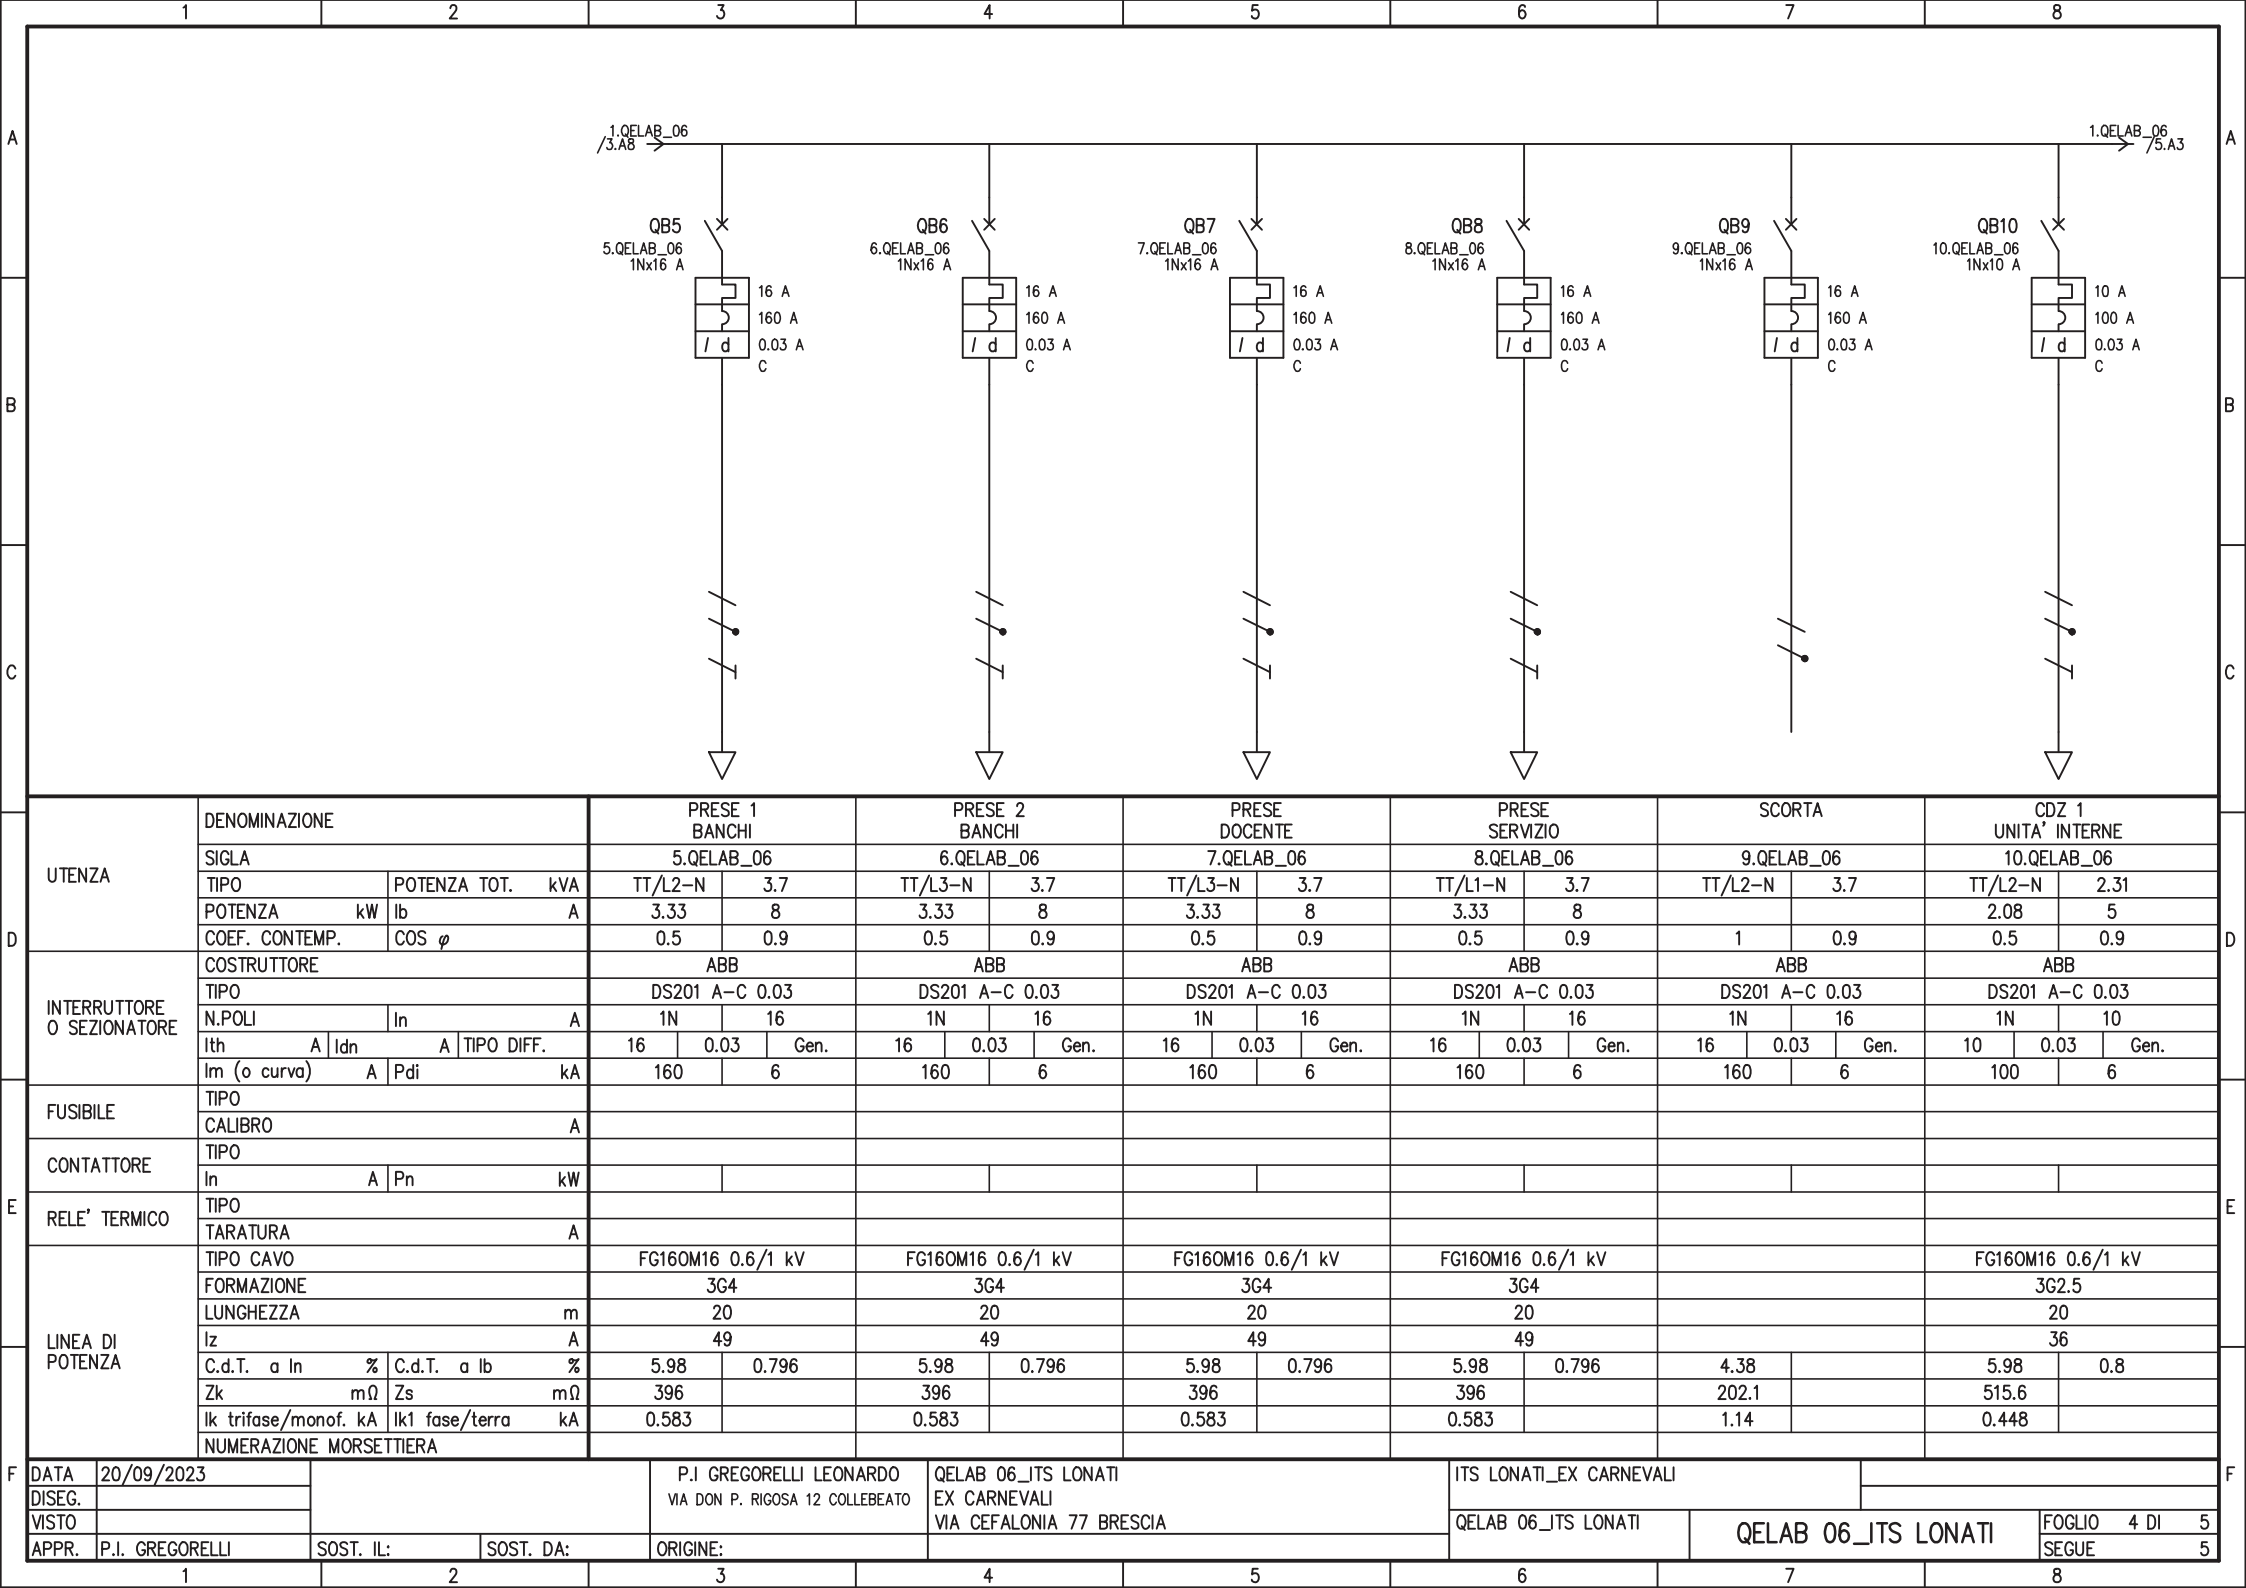 1 2 3 4 5 6 7 8
A A
1.QELAB_06 1.QELAB_06
/3.A8 /5.A3
QB5 QB6 QB7 QB8 QB9 QB10
5.QELAB_06 6.QELAB_06 7.QELAB_06 8.QELAB_06 9.QELAB_06 10.QELAB_06
1Nx16 A 1Nx16 A 1Nx16 A 1Nx16 A 1Nx16 A 1Nx10 A
16 A 16 A 16 A 16 A 16 A 10 A
160 A 160 A 160 A 160 A 160 A 100 A
I d 0.03 A I d 0.03 A I d 0.03 A I d 0.03 A I d 0.03 A I d 0.03 A
C C C C C C
B B
C C
UTENZA
DENOMINAZIONE PRESE 1 PRESE 2 PRESE PRESE SCORTA CDZ 1
BANCHI BANCHI DOCENTE SERVIZIO UNITA' INTERNE
SIGLA 5.QELAB_06 6.QELAB_06 7.QELAB_06 8.QELAB_06 9.QELAB_06 10.QELAB_06
TIPO POTENZA TOT. kVA TT/L2-N 3.7 TT/L3-N 3.7 TT/L3-N 3.7 TT/L1-N 3.7 TT/L2-N 3.7 TT/L2-N 2.31
POTENZA kW Ib A 3.33 8 3.33 8 3.33 8 3.33 8 2.08 5
D COEF. CONTEMP. COS φ 0.5 0.9 0.5 0.9 0.5 0.9 0.5 0.9 1 0.9 0.5 0.9 D
INTERRUTTORE
O SEZIONATORE
COSTRUTTORE ABB ABB ABB ABB ABB ABB
TIPO DS201 A-C 0.03 DS201 A-C 0.03 DS201 A-C 0.03 DS201 A-C 0.03 DS201 A-C 0.03 DS201 A-C 0.03
N.POLI In A 1N 16 1N 16 1N 16 1N 16 1N 16 1N 10
Ith A Idn A TIPO DIFF. 16 0.03 Gen. 16 0.03 Gen. 16 0.03 Gen. 16 0.03 Gen. 16 0.03 Gen. 10 0.03 Gen.
Im (o curva) A Pdi kA 160 6 160 6 160 6 160 6 160 6 100 6
FUSIBILE
TIPO
CALIBRO A
CONTATTORE
TIPO
In A Pn kW
E RELE' TERMICO E
TIPO
TARATURA A
LINEA DI
POTENZA
TIPO CAVO FG16OM16 0.6/1 kV FG16OM16 0.6/1 kV FG16OM16 0.6/1 kV FG16OM16 0.6/1 kV FG16OM16 0.6/1 kV
FORMAZIONE 3G4 3G4 3G4 3G4 3G2.5
LUNGHEZZA m 20 20 20 20 20
Iz A 49 49 49 49 36
C.d.T. a In % C.d.T. a Ib % 5.98 0.796 5.98 0.796 5.98 0.796 5.98 0.796 4.38 5.98 0.8
Zk mΩ Zs mΩ 396 396 396 396 202.1 515.6
Ik trifase/monof. kA Ik1 fase/terra kA 0.583 0.583 0.583 0.583 1.14 0.448
NUMERAZIONE MORSETTIERA
F DATA 20/09/2023 P.I GREGORELLI LEONARDO QELAB 06_ITS LONATI ITS LONATI_EX CARNEVALI F
DISEG. VIA DON P. RIGOSA 12 COLLEBEATO EX CARNEVALI
VISTO VIA CEFALONIA 77 BRESCIA QELAB 06_ITS LONATI QELAB 06_ITS LONATI FOGLIO 4 DI 5
APPR. P.I. GREGORELLI SOST. IL: SOST. DA: ORIGINE: SEGUE 5
1 2 3 4 5 6 7 8